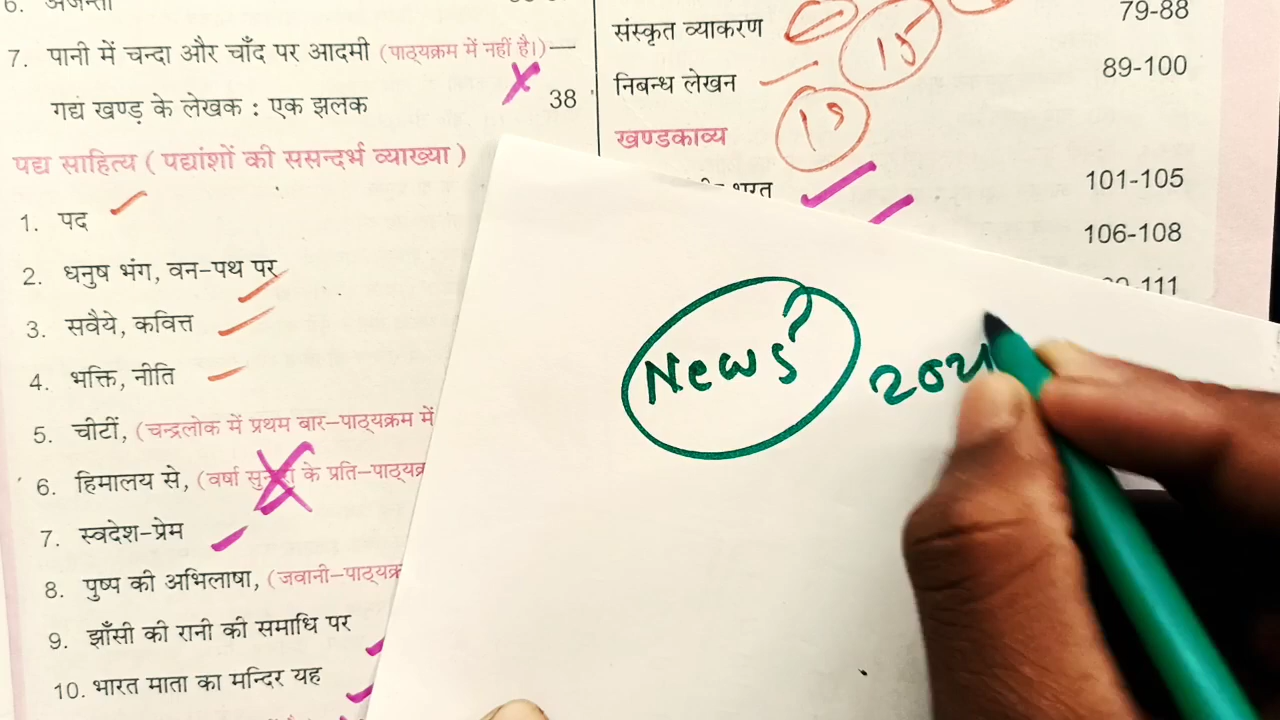 7. पानी में चन्दा और चाँद पर आदमी (पाठ्यक्रम में नहीं है।)—
गद्य खण्ड के लेखक : एक झलक 38
पद्य साहित्य ( पद्यांशों की ससन्दर्भ व्याख्या )
1. पद
2. धनुष भंग, वन-पथ पर
3. सवैये, कवित्त
4. भक्ति, नीति
5. चीटीं, (चन्द्रलोक में प्रथम बार-पाठ्यक्रम में
6. हिमालय से, (वर्षा के प्रति-पाठ्यक्र
7. स्वदेश-प्रेम
8. पुष्प की अभिलाषा, (जवानी-पाठ्यक्र
9. झाँसी की रानी की समाधि पर
10. भारत माता का मन्दिर यह
संस्कृत व्याकरण 79-88
15
निबन्ध लेखन 89-100
खण्डकाव्य
101-105
106-108
News?